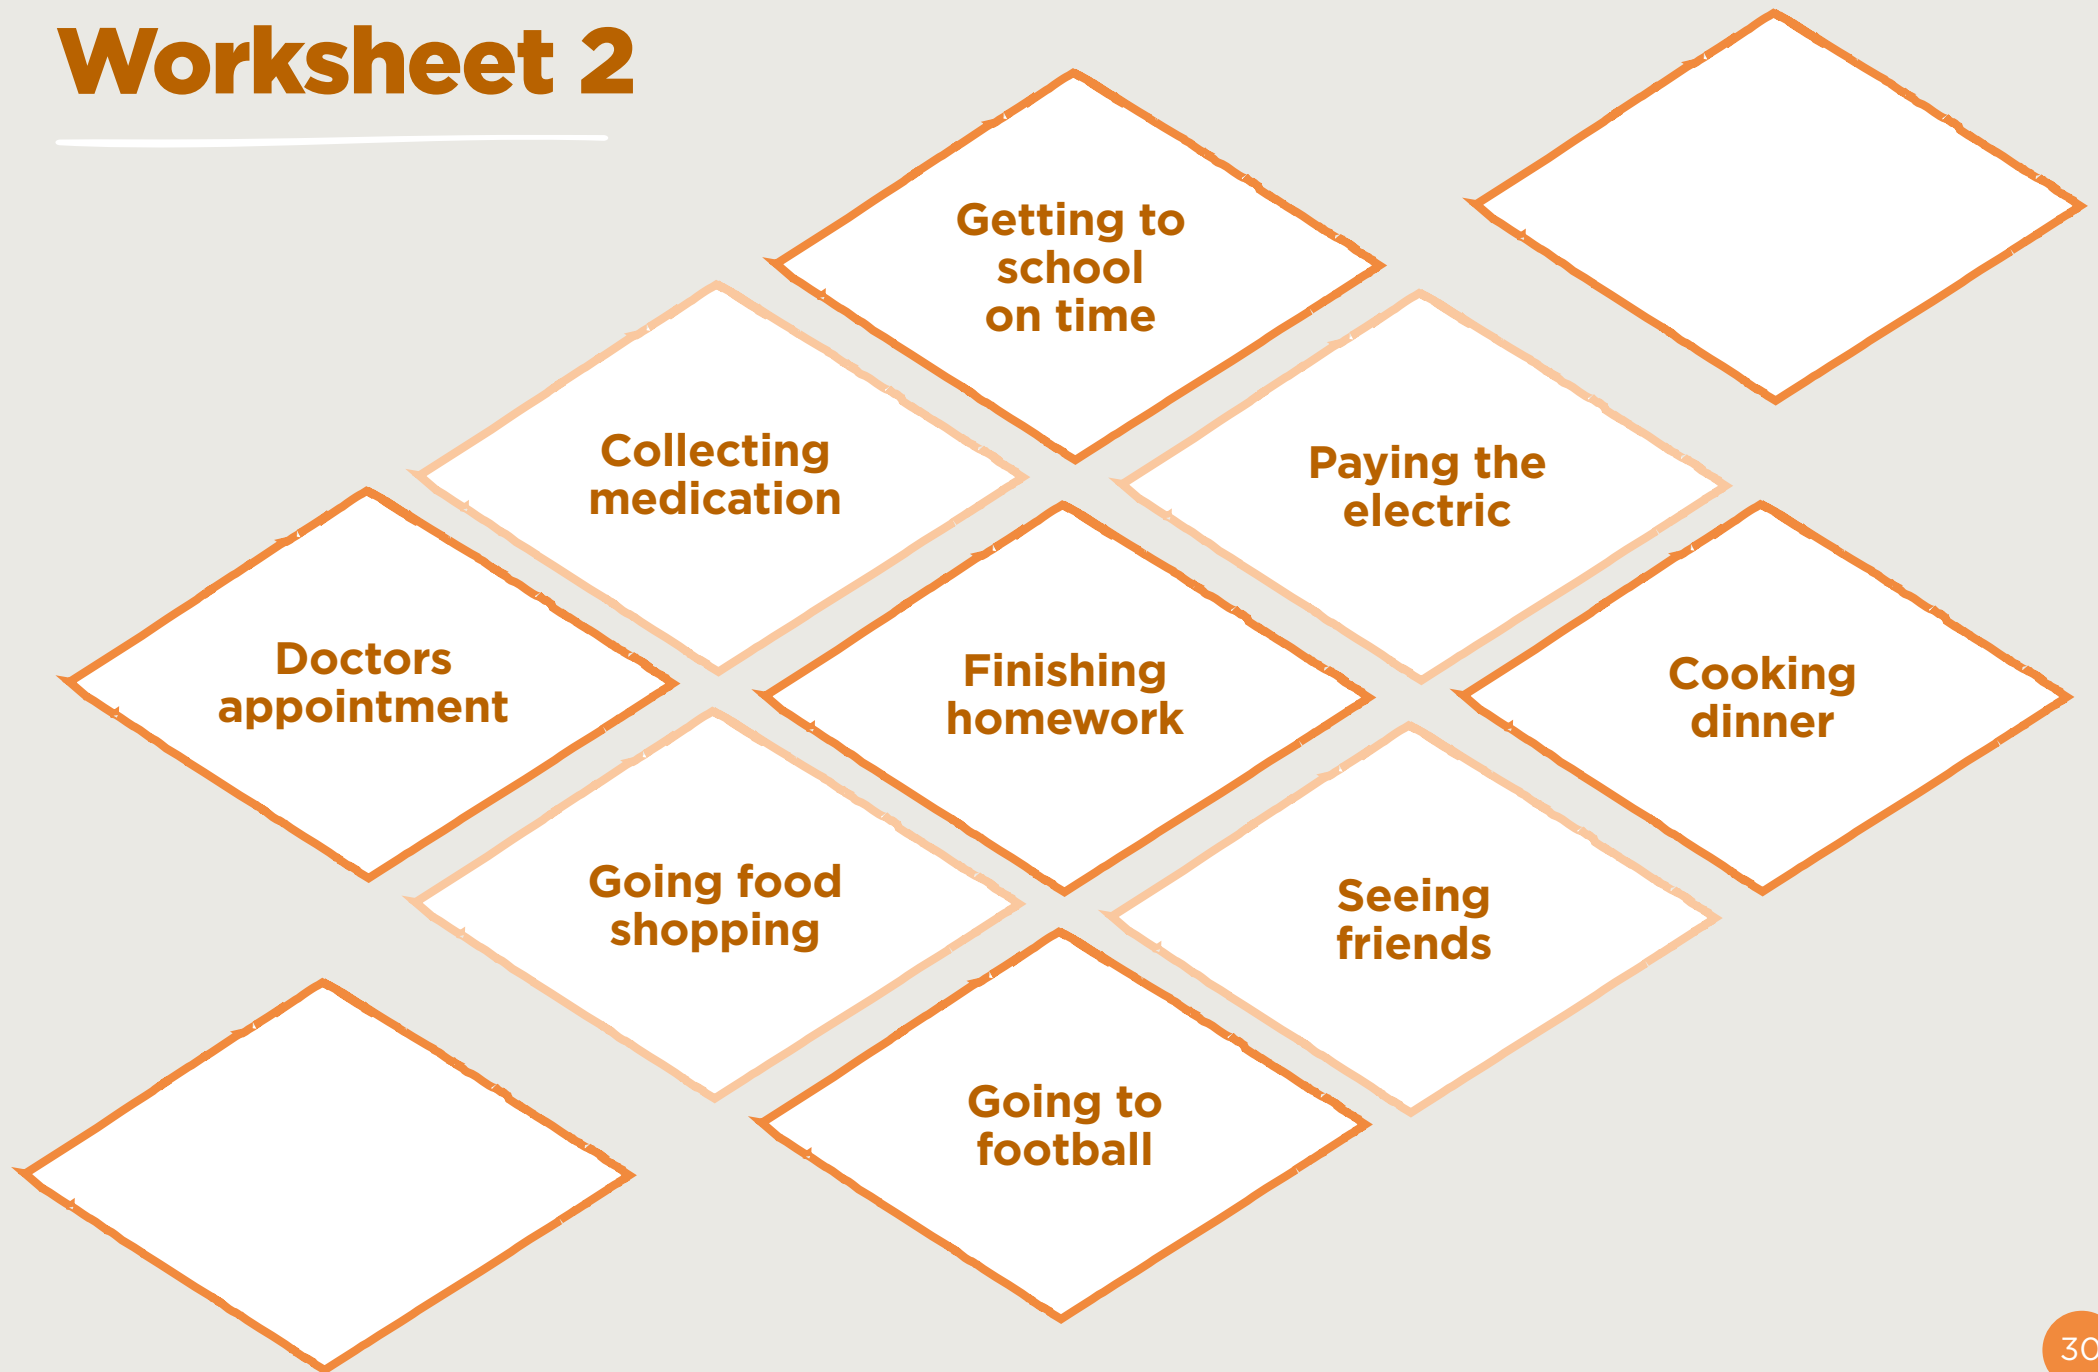 Worksheet 2
Getting to
school
on time
Collecting
medication
Paying the
electric
Doctors
appointment
Finishing
homework
Cooking
dinner
Going food
shopping
Seeing
friends
Going to
football
30